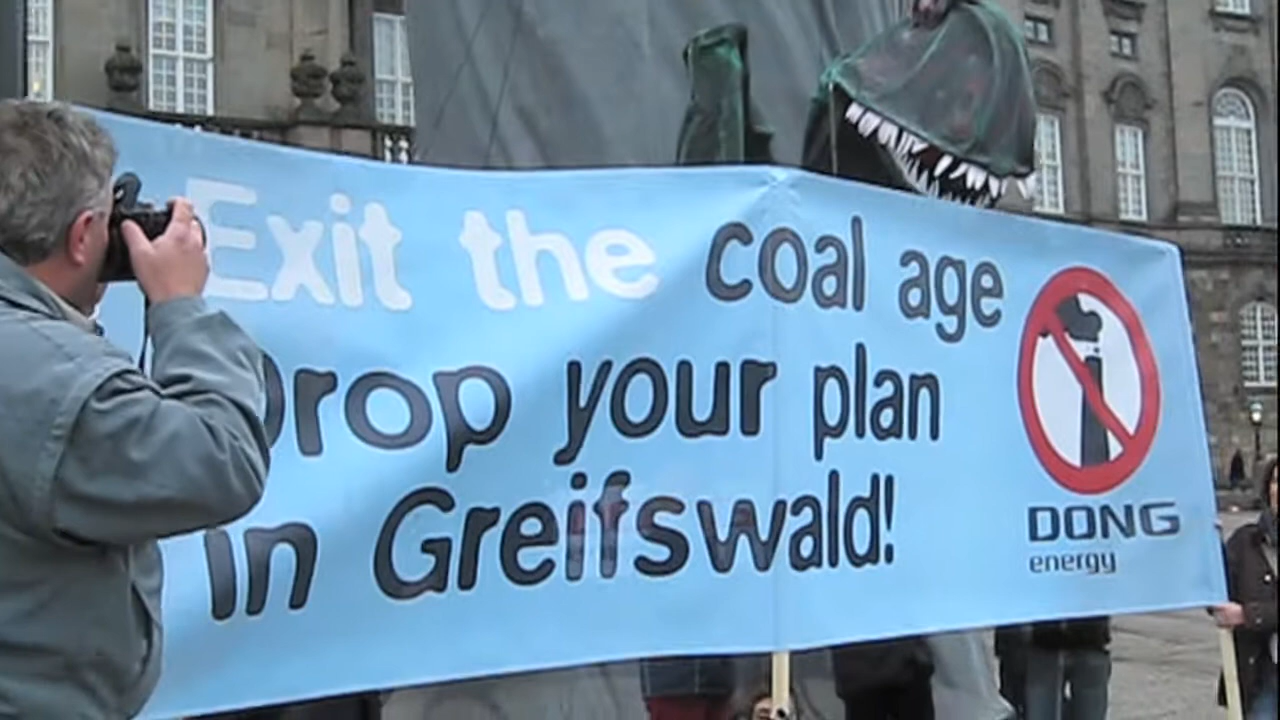 Exit the coal age
Drop your plan
in Greifswald!
DONG
energy